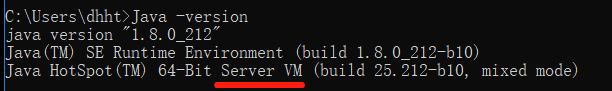 C:\Users\dhht>Java -version
java version "1.8.0_212"
Java(TM) SE Runtime Environment (build 1.8.0_212-b10)
Java HotSpot(TM) 64-Bit Server VM (build 25.212-b10, mixed mode)